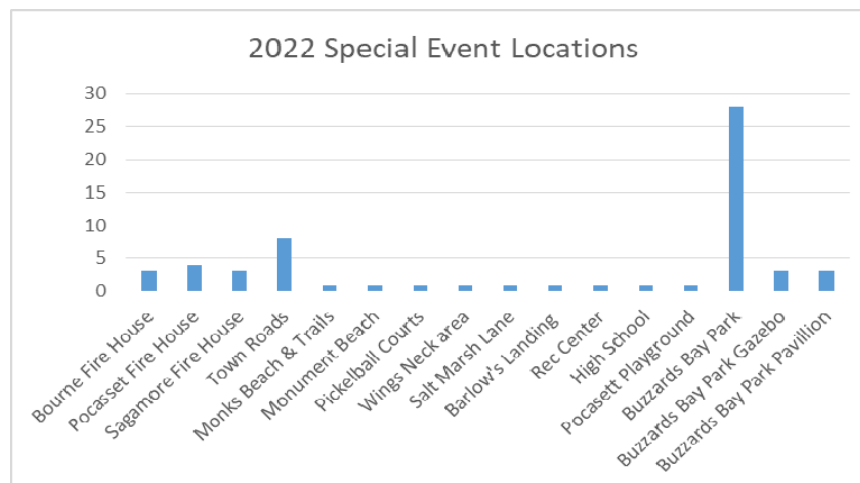 2022 Special Event Locations
30
25
20
15
10
5
0
Bourne Fire House
Pocasset Fire House
Sagamore Fire House
Town Roads
Monks Beach & Trails
Monument Beach
Pickelball Courts
Wings Neck area
Salt Marsh Lane
Barlow's Landing
Rec Center
High School
Pocasett Playground
Buzzards Bay Park
Buzzards Bay Park Gazebo
Buzzards Bay Park Pavillion